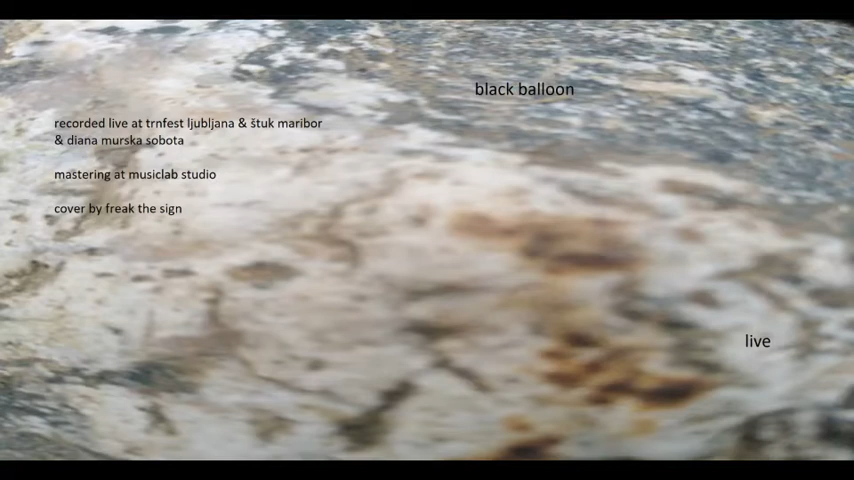 black balloon
recorded live at trnfest ljubljana & štuk maribor
& diana murska sobota
mastering at musiclab studio
cover by freak the sign
live